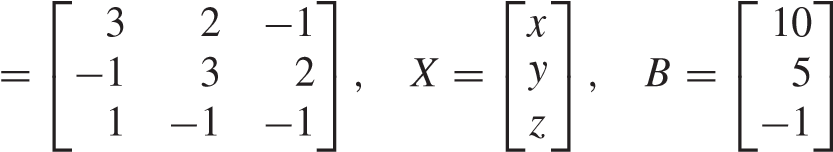 = [ 3 2 −1 ; −1 3 2 ; 1 −1 −1 ], X = [ x ; y ; z ], B = [ 10 ; 5 ; −1 ]